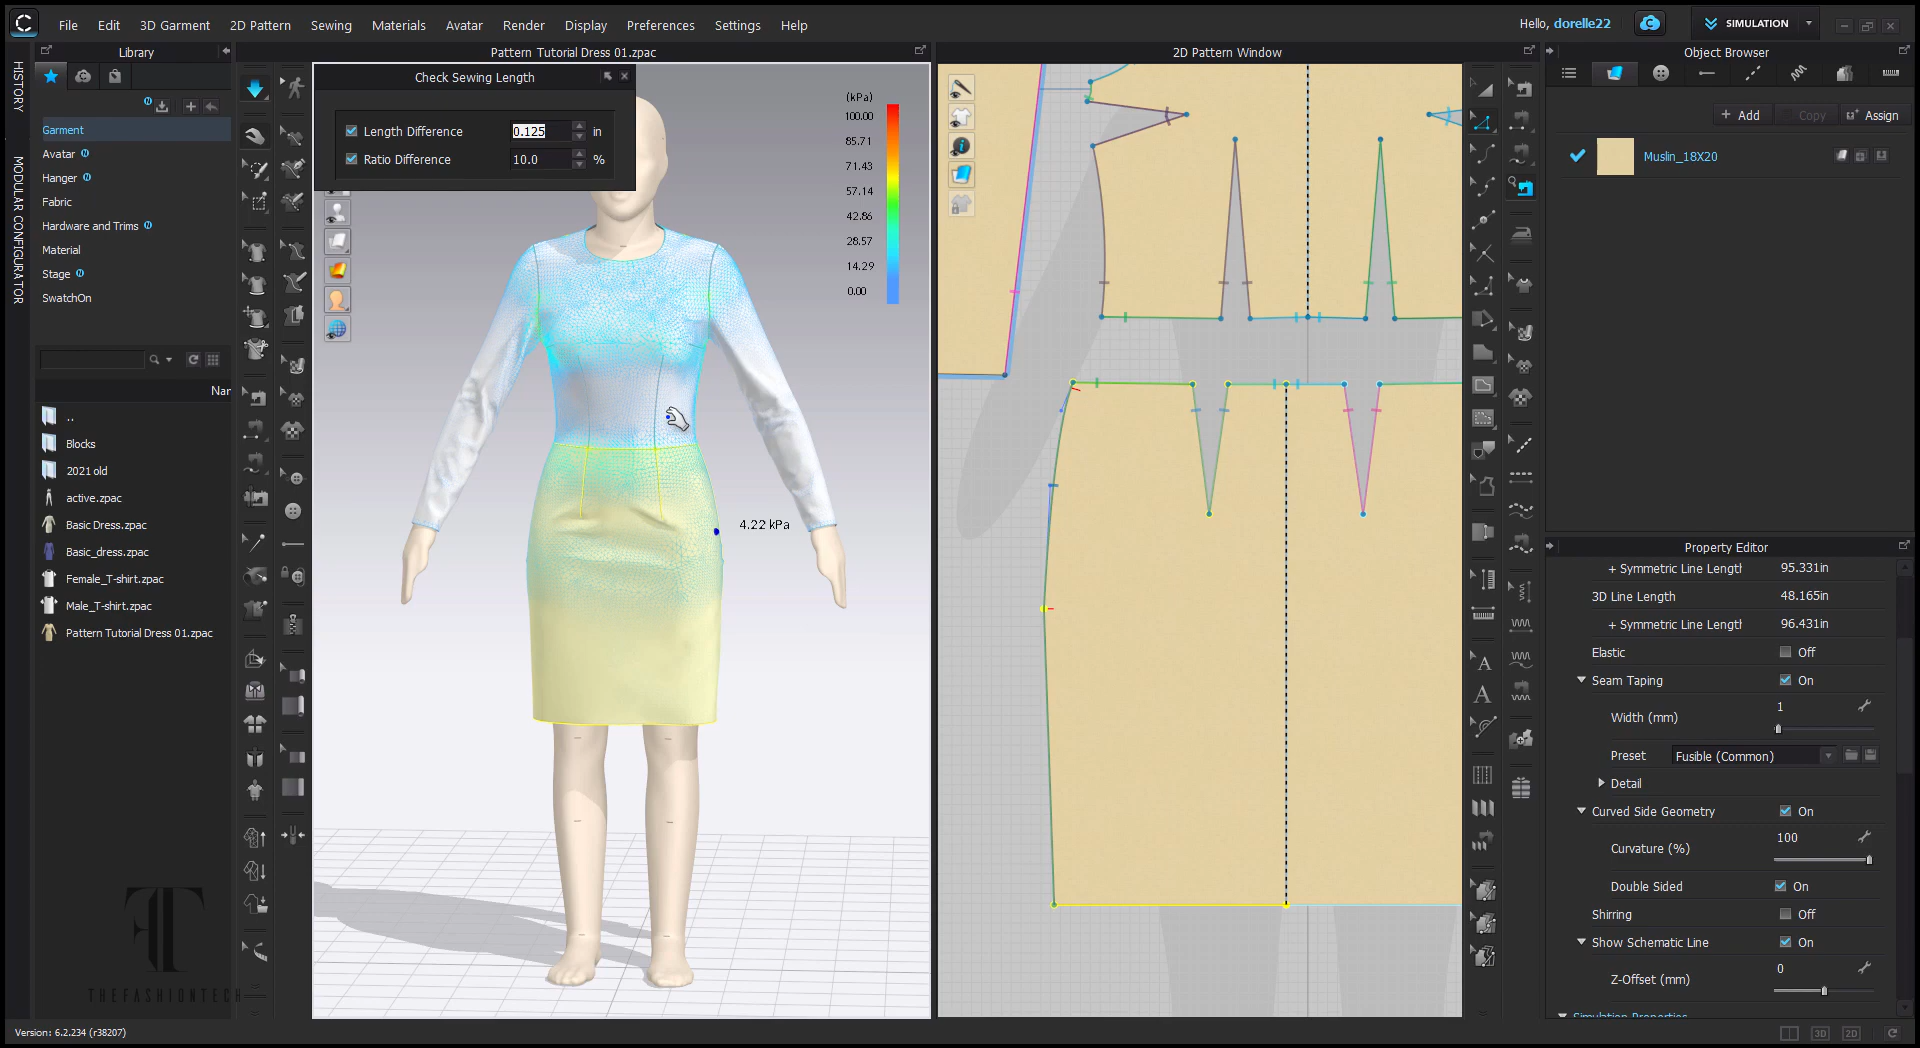 File Edit 3D Garment 2D Pattern Sewing Materials Avatar Render Display Preferences Settings Help
Hello, dorelle22
SIMULATION
HISTORY
MODULAR CONFIGURATOR
Library
Garment
Avatar N
Hanger N
Fabric
Hardware and Trims N
Material
Stage N
SwatchOn
Nar
..
Blocks
2021 old
active.zpac
Basic Dress.zpac
Basic_dress.zpac
Female_T-shirt.zpac
Male_T-shirt.zpac
Pattern Tutorial Dress 01.zpac
THEFASHIONTECH
Version: 6.2.234 (r38207)
Pattern Tutorial Dress 01.zpac
Check Sewing Length
Length Difference 0.125 in
Ratio Difference 10.0 %
(kPa)
100.00
85.71
71.43
57.14
42.86
28.57
14.29
0.00
4.22 kPa
2D Pattern Window
A
A
Object Browser
+ Add Copy Assign
Muslin_18X20
Property Editor
+ Symmetric Line Lengtł 95.331in
3D Line Length 48.165in
+ Symmetric Line Lengtł 96.431in
Elastic Off
Seam Taping On
Width (mm) 1
Preset Fusible (Common)
Detail
Curved Side Geometry On
Curvature (%) 100
Double Sided On
Shirring Off
Show Schematic Line On
Z-Offset (mm) 0
Simulation Properties
3D 2D